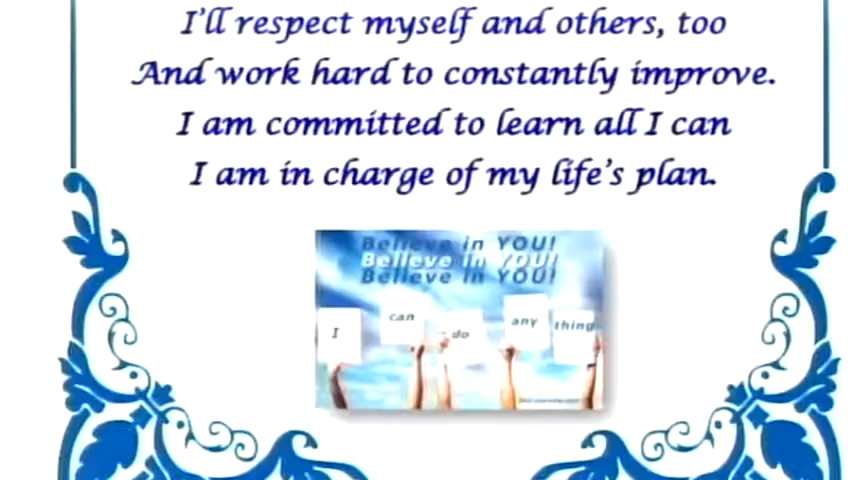 I'll respect myself and others, too
And work hard to constantly improve.
I am committed to learn all I can
I am in charge of my life's plan.
Believe in YOU!
Believe in YOU!
Believe in YOU!
I can do any thing